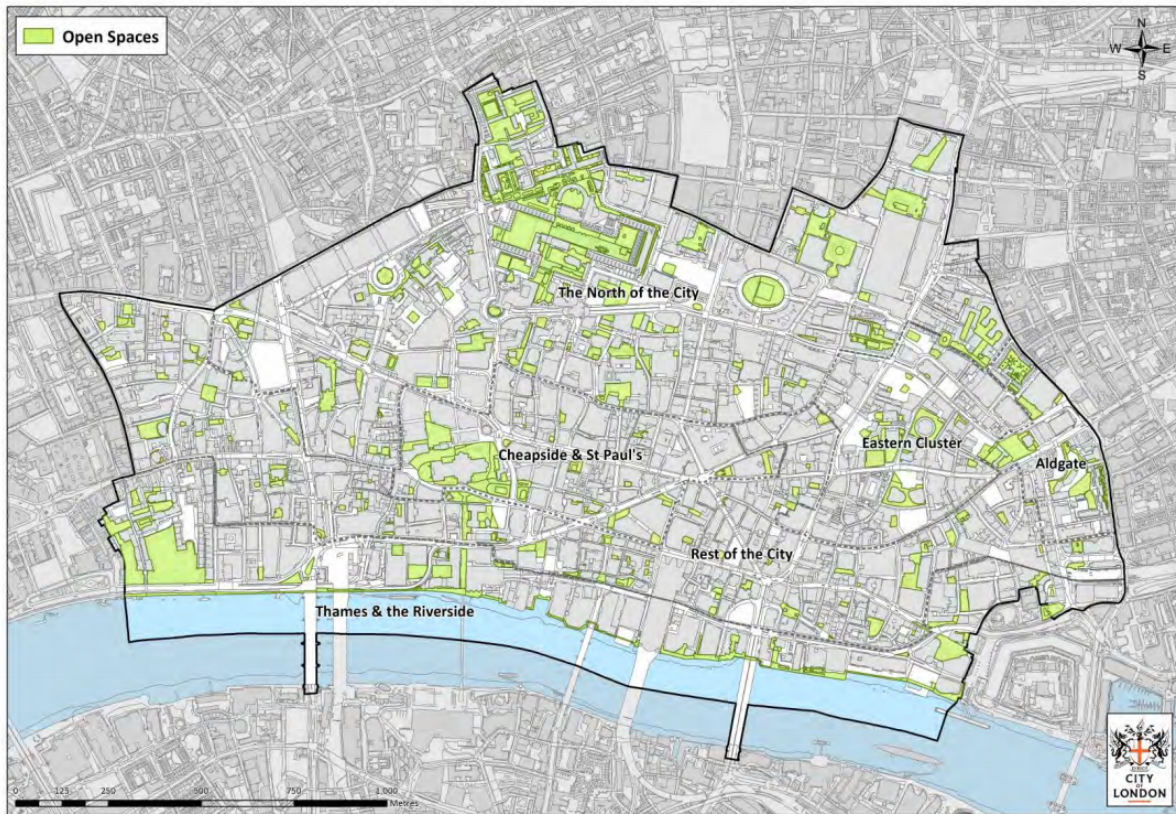 Open Spaces
N
W E
S
The North of the City
Eastern Cluster
Cheapside & St Paul's
Aldgate
Rest of the City
Thames & the Riverside
0 125 250 500 750 1,000
Metres
CITY
OF
LONDON